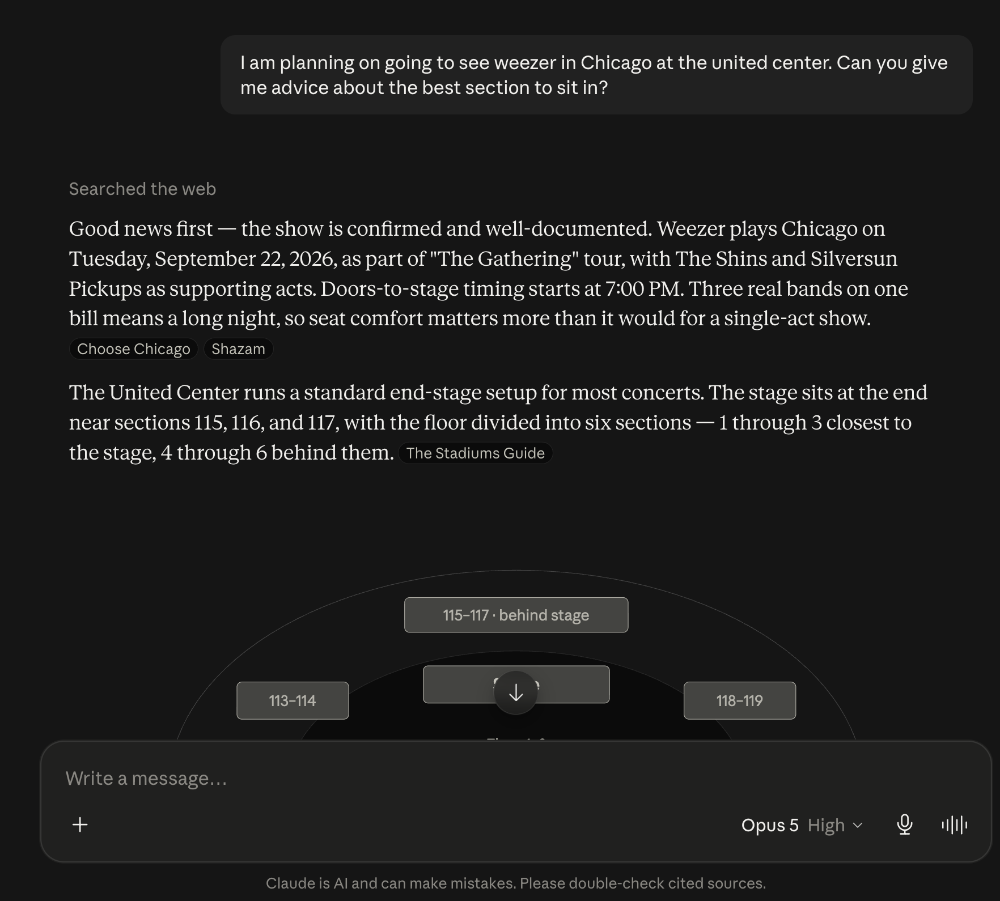 I am planning on going to see weezer in Chicago at the united center. Can you give
me advice about the best section to sit in?
Searched the web
Good news first — the show is confirmed and well-documented. Weezer plays Chicago on
Tuesday, September 22, 2026, as part of "The Gathering" tour, with The Shins and Silversun
Pickups as supporting acts. Doors-to-stage timing starts at 7:00 PM. Three real bands on one
bill means a long night, so seat comfort matters more than it would for a single-act show.
Choose Chicago Shazam
The United Center runs a standard end-stage setup for most concerts. The stage sits at the end
near sections 115, 116, and 117, with the floor divided into six sections — 1 through 3 closest to
the stage, 4 through 6 behind them. The Stadiums Guide
115–117 · behind stage
113–114
118–119
Write a message...
Opus 5 High
Claude is AI and can make mistakes. Please double-check cited sources.